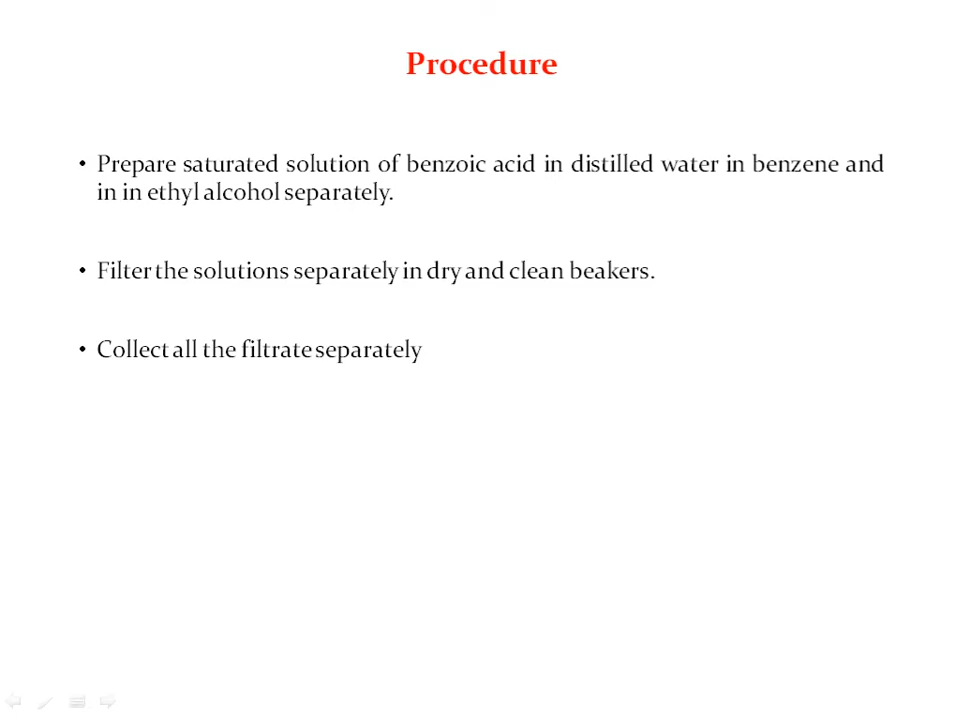 Procedure
• Prepare saturated solution of benzoic acid in distilled water in benzene and
in in ethyl alcohol separately.
• Filter the solutions separately in dry and clean beakers.
• Collect all the filtrate separately